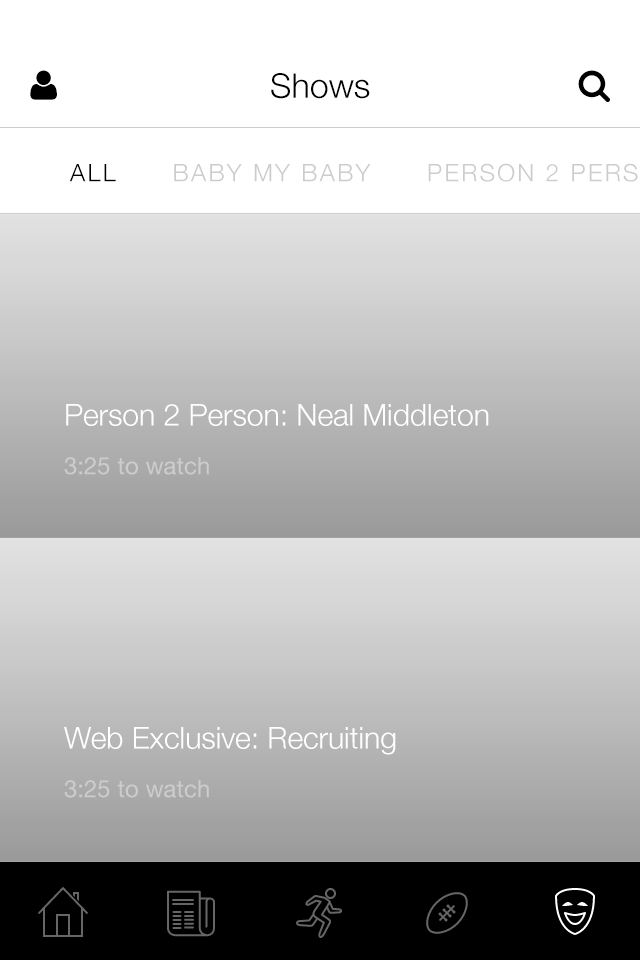 Shows
ALL BABY MY BABY PERSON 2 PERS
Person 2 Person: Neal Middleton
3:25 to watch
Web Exclusive: Recruiting
3:25 to watch